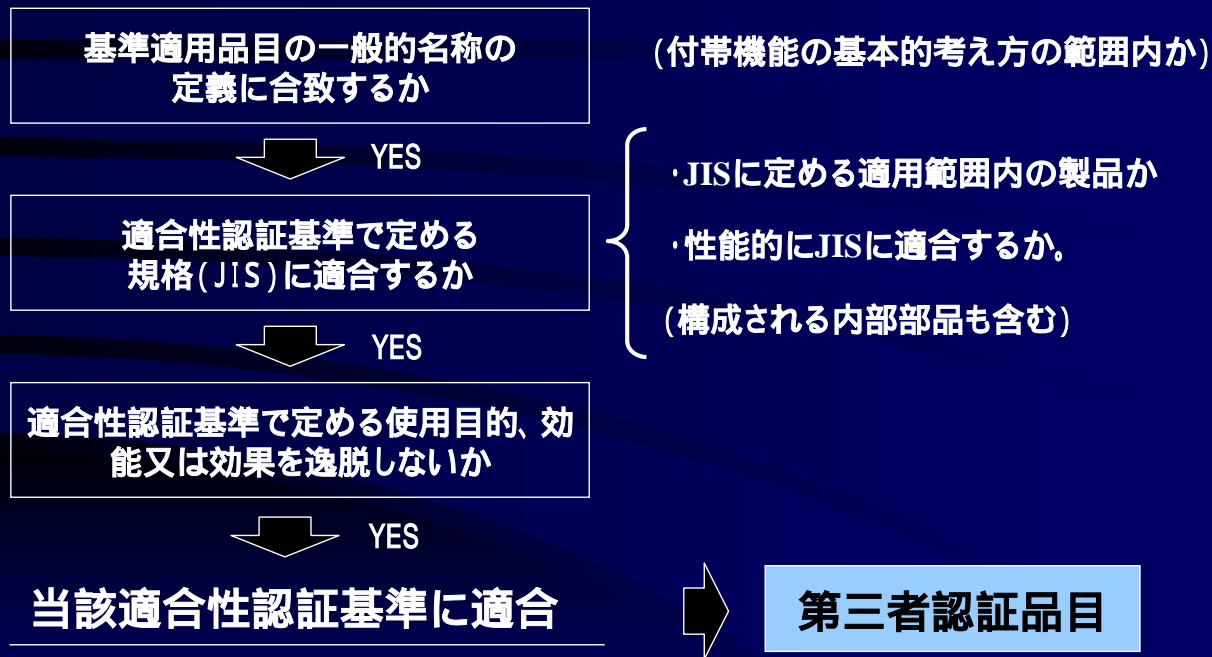 基準適用品目の一般的名称の
定義に合致するか
(付帯機能の基本的考え方の範囲内か)
YES
適合性認証基準で定める
規格(JIS)に適合するか
・JISに定める適用範囲内の製品か
・性能的にJISに適合するか。
(構成される内部部品も含む)
YES
適合性認証基準で定める使用目的、効
能又は効果を逸脱しないか
YES
当該適合性認証基準に適合
第三者認証品目